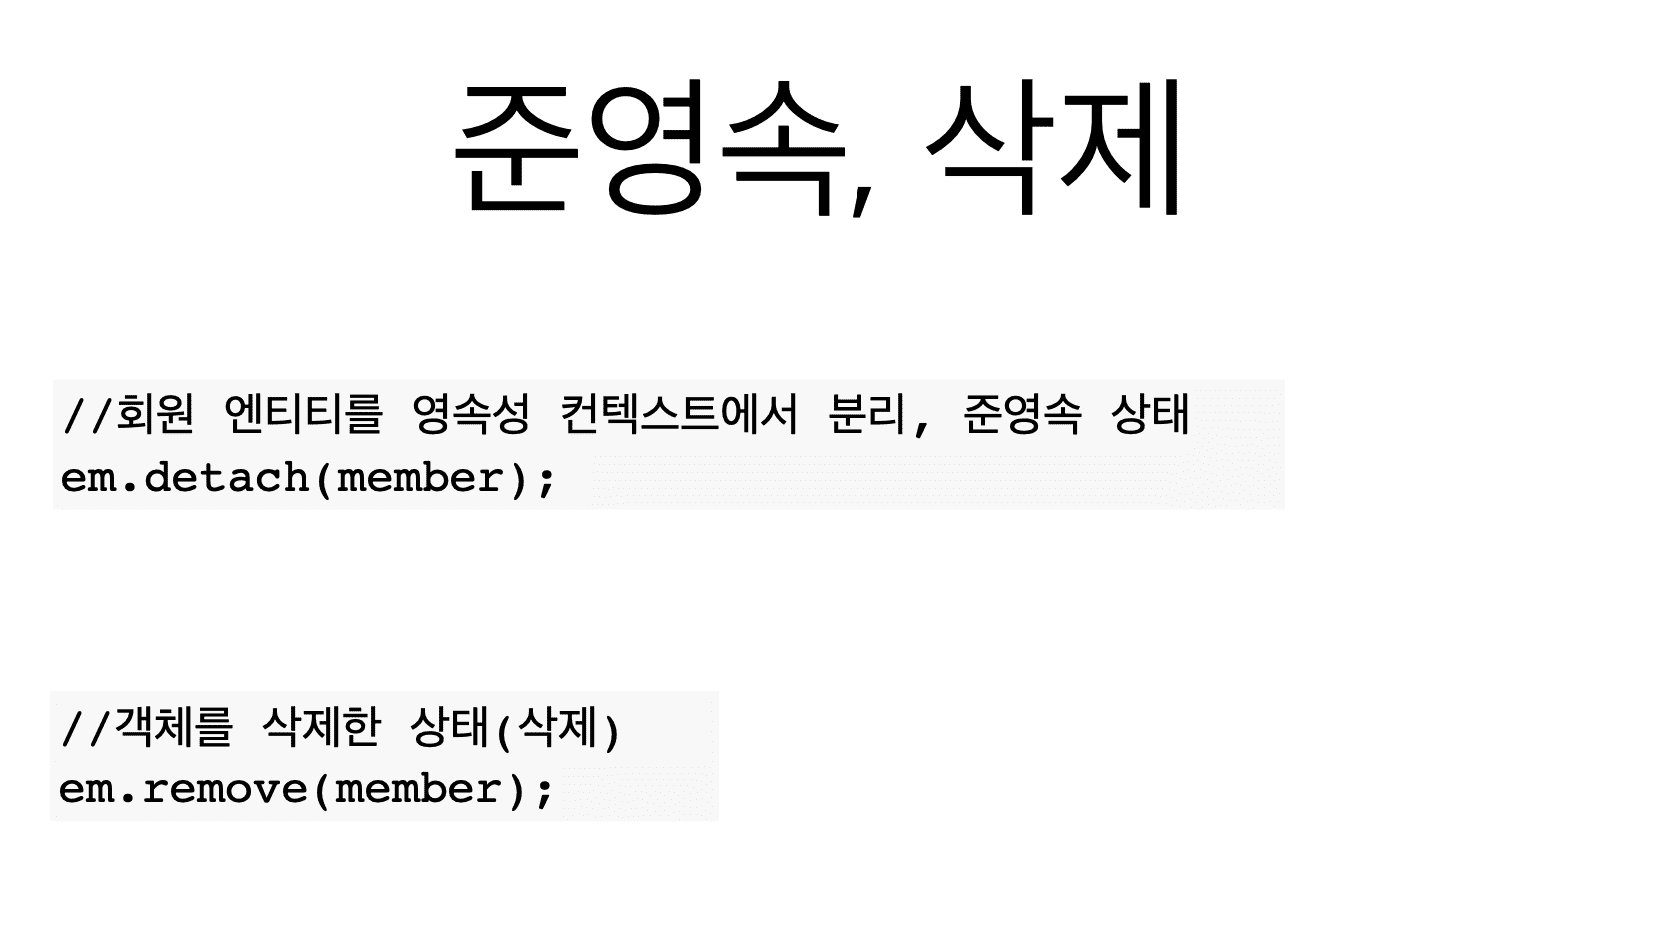 준영속, 삭제
//회원 엔티티를 영속성 컨텍스트에서 분리, 준영속 상태
em.detach(member);
//객체를 삭제한 상태(삭제)
em.remove(member);